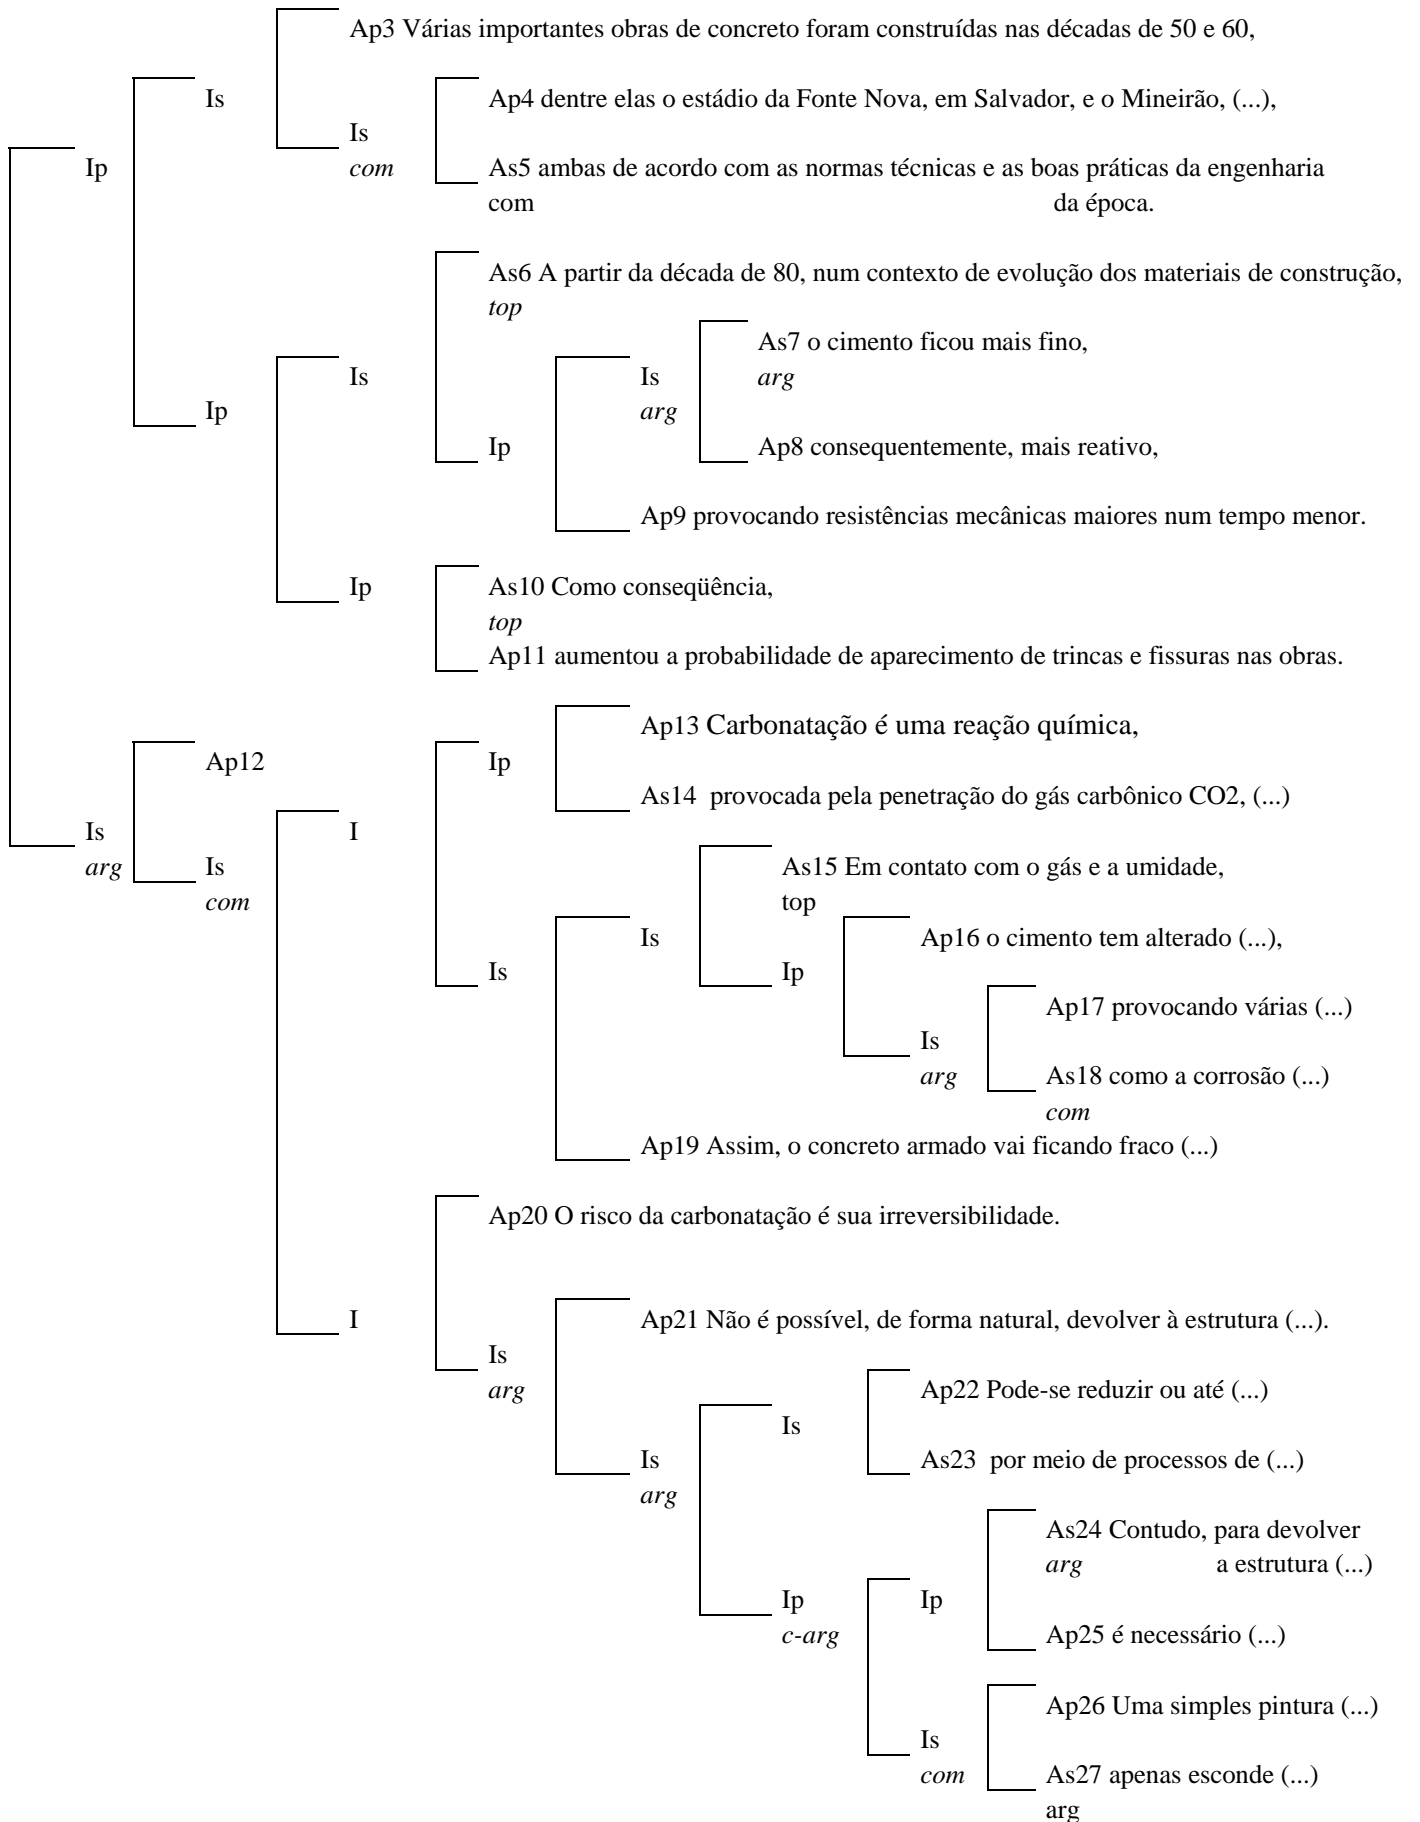 Ap3 Várias importantes obras de concreto foram construídas nas décadas de 50 e 60,
Is
Ap4 dentre elas o estádio da Fonte Nova, em Salvador, e o Mineirão, (...),
Is
com
Ip
As5 ambas de acordo com as normas técnicas e as boas práticas da engenharia
com
da época.
As6 A partir da década de 80, num contexto de evolução dos materiais de construção,
top
As7 o cimento ficou mais fino,
arg
Is
Is
arg
Ip
Ip
Ap8 consequentemente, mais reativo,
Ap9 provocando resistências mecânicas maiores num tempo menor.
Ip
As10 Como conseqüência,
top
Ap11 aumentou a probabilidade de aparecimento de trincas e fissuras nas obras.
Ap13 Carbonatação é uma reação química,
Ap12
Ip
As14 provocada pela penetração do gás carbônico CO2, (...)
Is
arg
I
Is
com
As15 Em contato com o gás e a umidade,
top
Is
Ap16 o cimento tem alterado (...),
Is
Ip
Ap17 provocando várias (...)
Is
arg
As18 como a corrosão (...)
com
Ap19 Assim, o concreto armado vai ficando fraco (...)
Ap20 O risco da carbonatação é sua irreversibilidade.
I
Ap21 Não é possível, de forma natural, devolver à estrutura (...).
Is
arg
Ap22 Pode-se reduzir ou até (...)
Is
Is
arg
As23 por meio de processos de (...)
As24 Contudo, para devolver
arg
a estrutura (...)
Ip
c-arg
Ip
Ap25 é necessário (...)
Ap26 Uma simples pintura (...)
Is
com
As27 apenas esconde (...)
arg